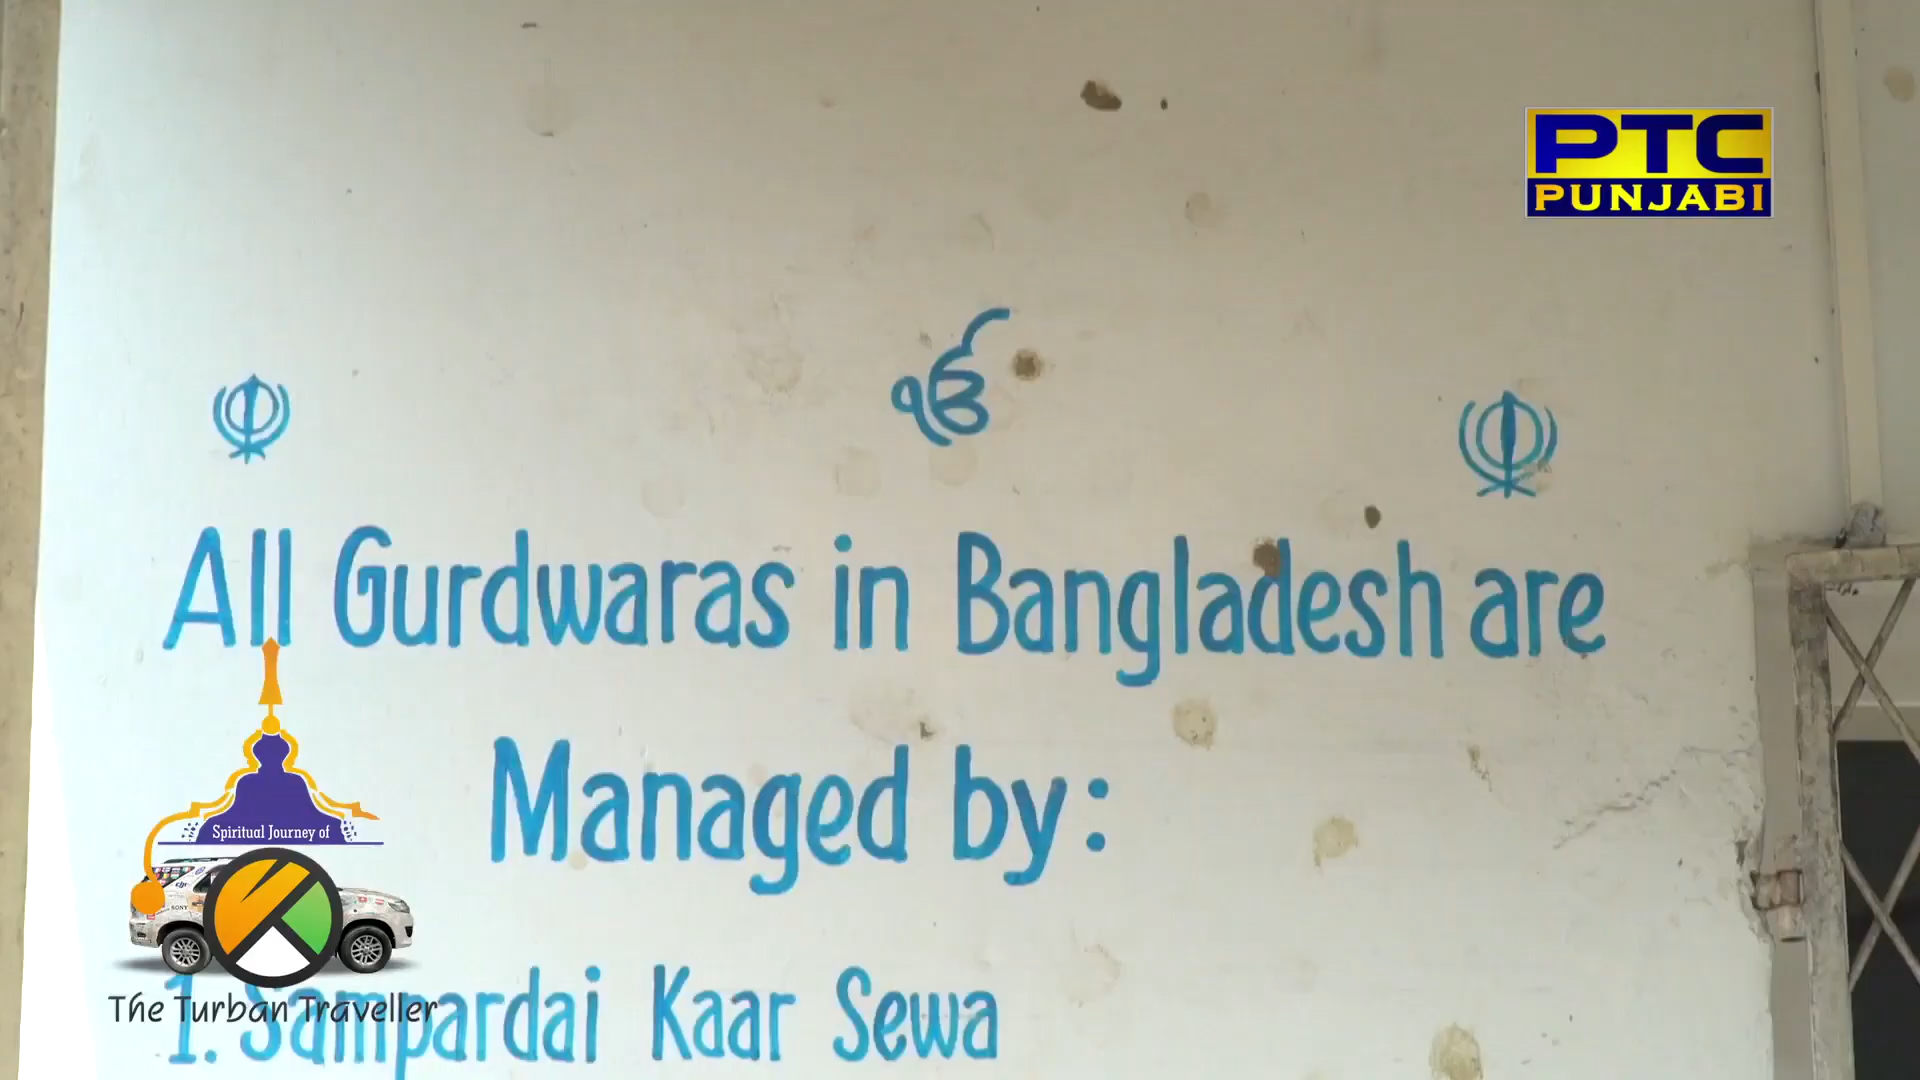 PTC
PUNJABI
ੴ
All Gurdwaras in Bangladesh are
Managed by:
1. Sampardai Kaar Sewa
Spiritual Journey of
SONY
The Turban Traveller